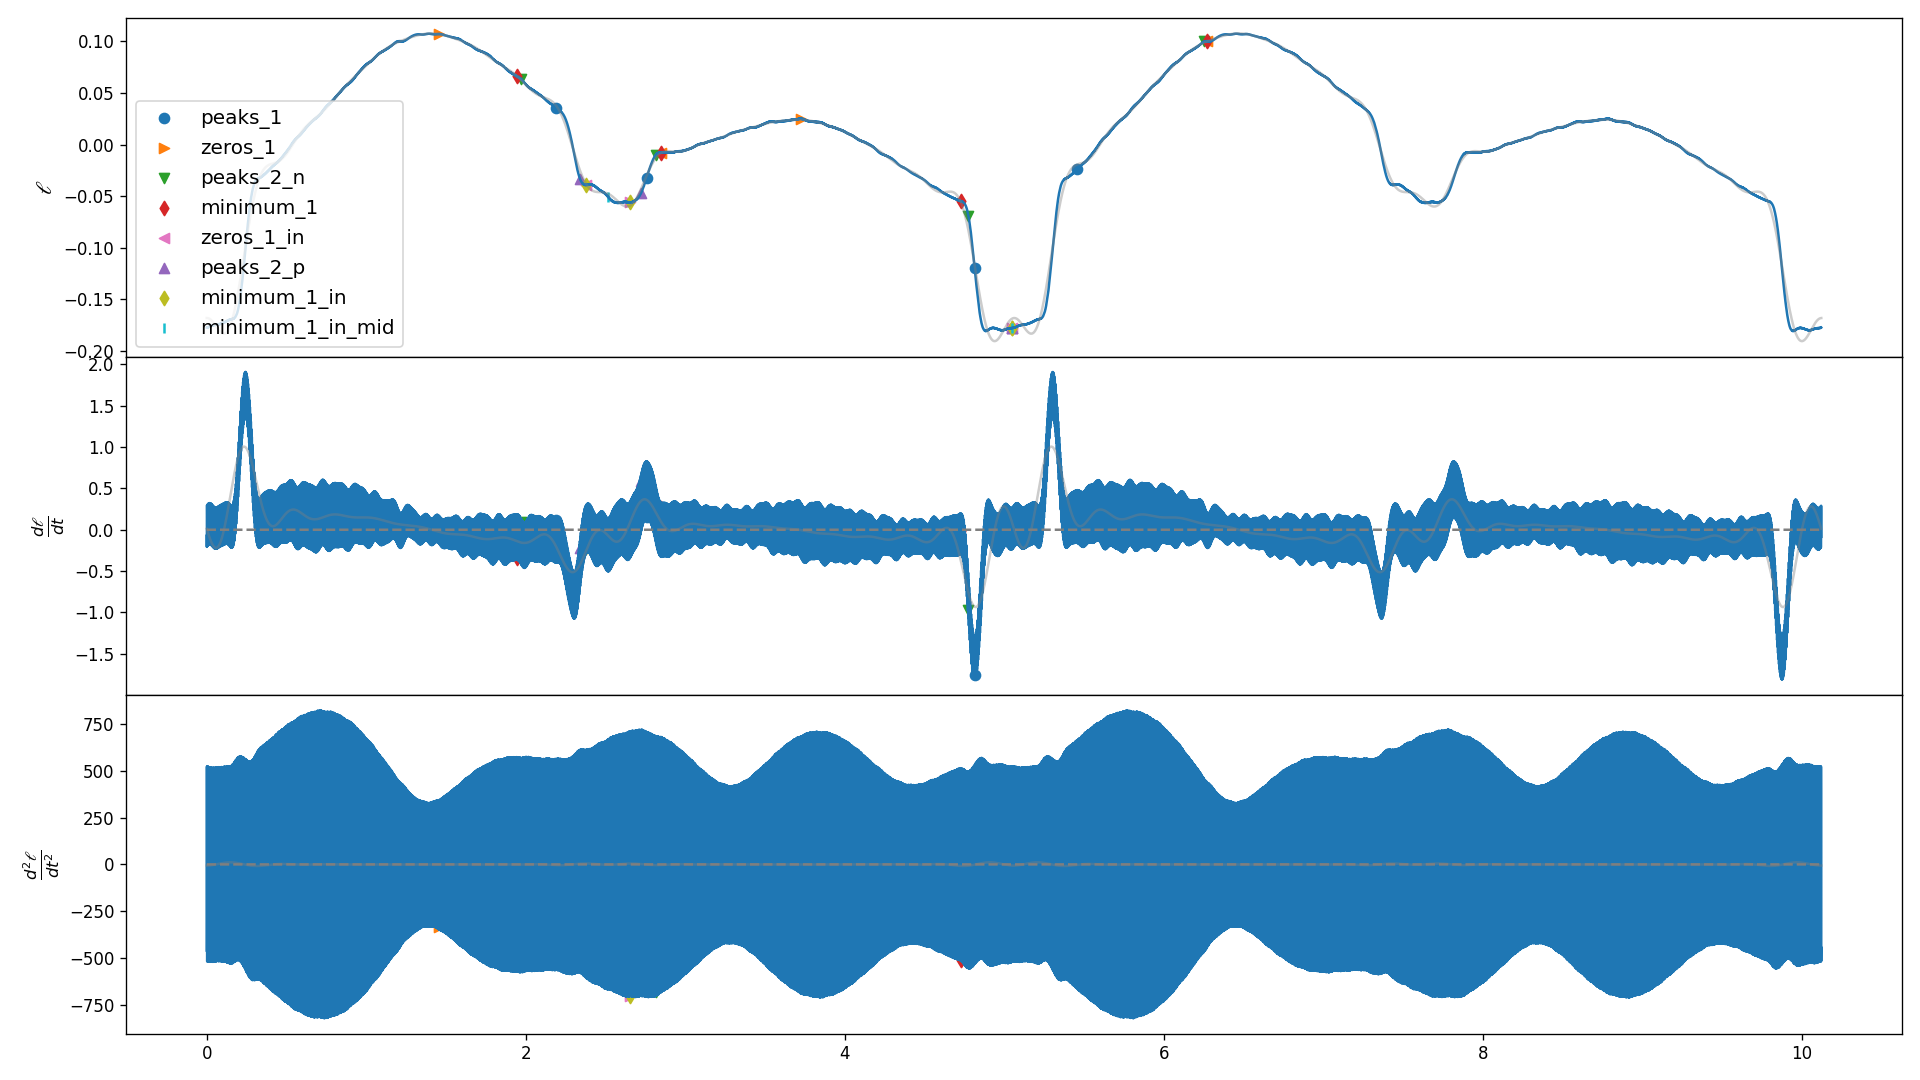 0.10
0.05
0.00
−0.05
−0.10
−0.15
−0.20
ℓ
peaks_1
zeros_1
peaks_2_n
minimum_1
zeros_1_in
peaks_2_p
minimum_1_in
minimum_1_in_mid
2.0
1.5
1.0
0.5
0.0
−0.5
−1.0
−1.5
dℓ
dt
750
500
250
0
−250
−500
−750
d²ℓ
dt²
0 2 4 6 8 10